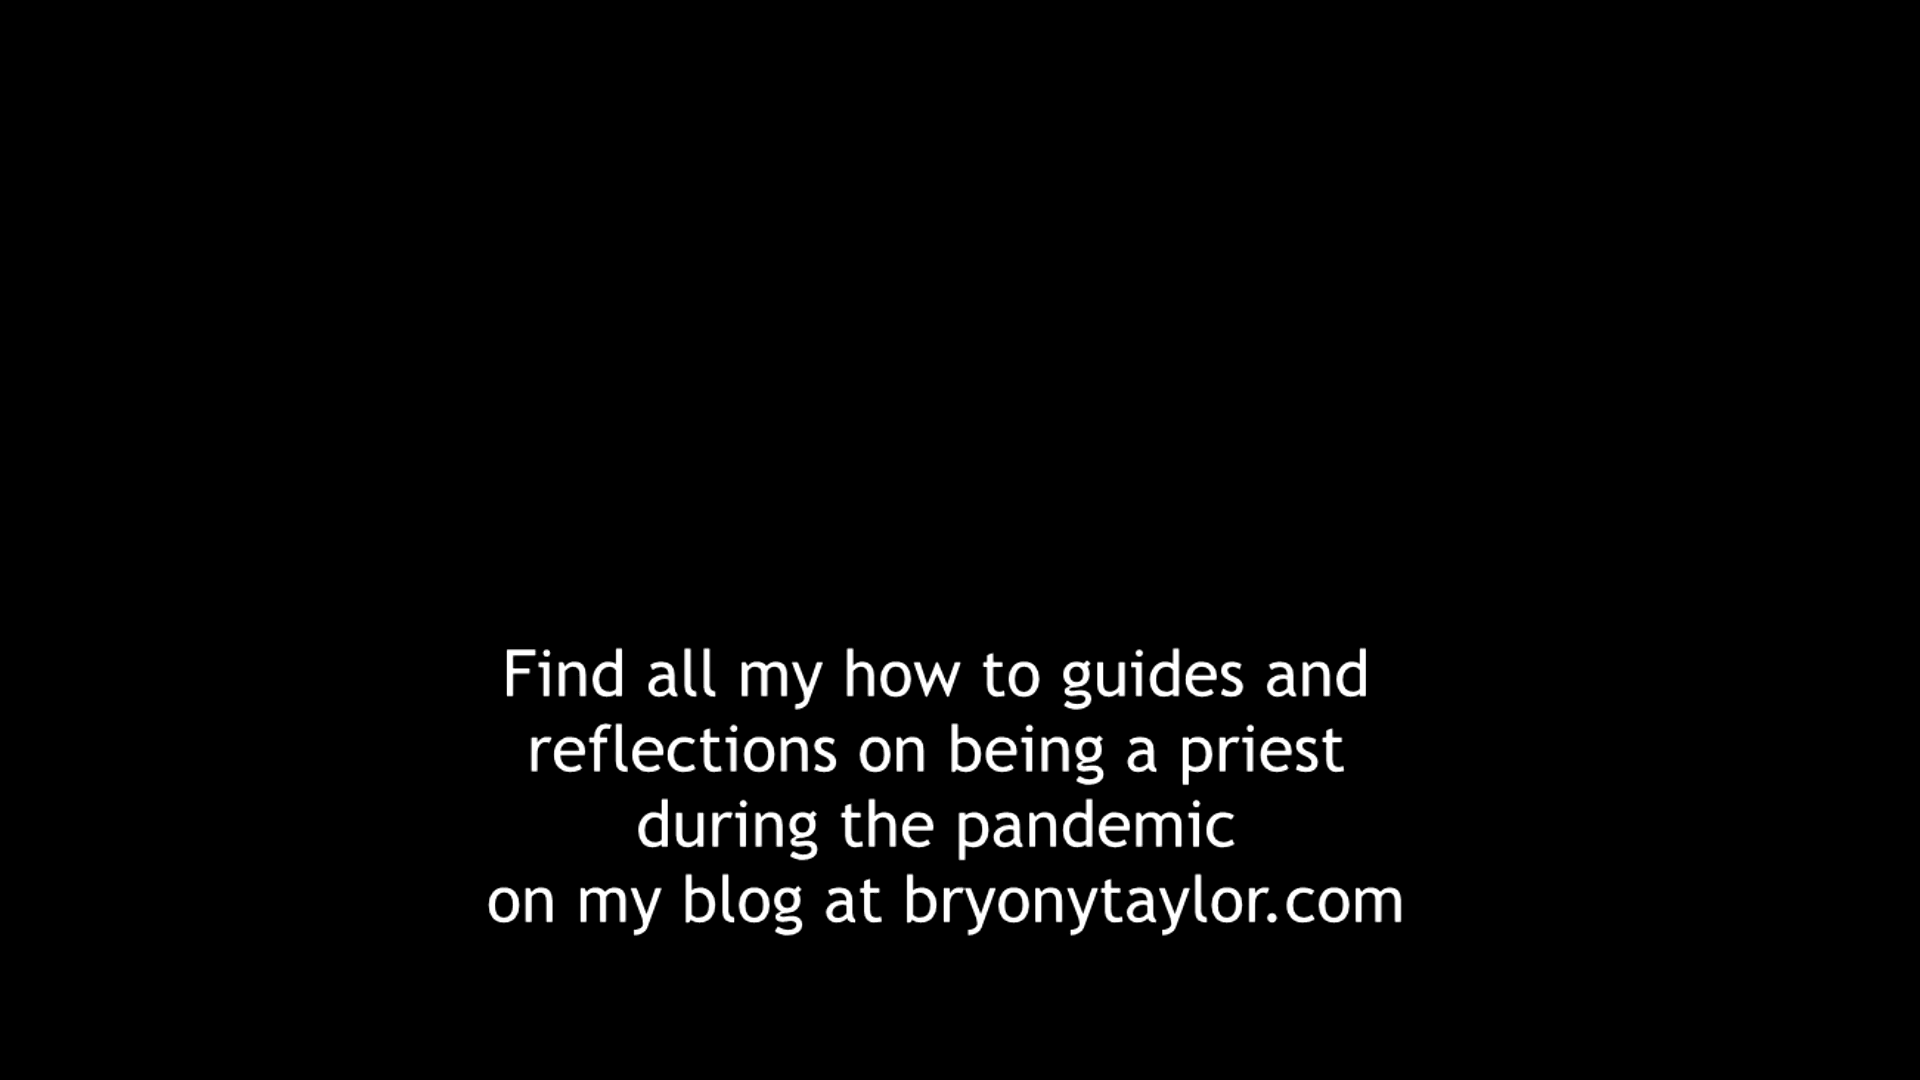 Find all my how to guides and
reflections on being a priest
during the pandemic
on my blog at bryonytaylor.com